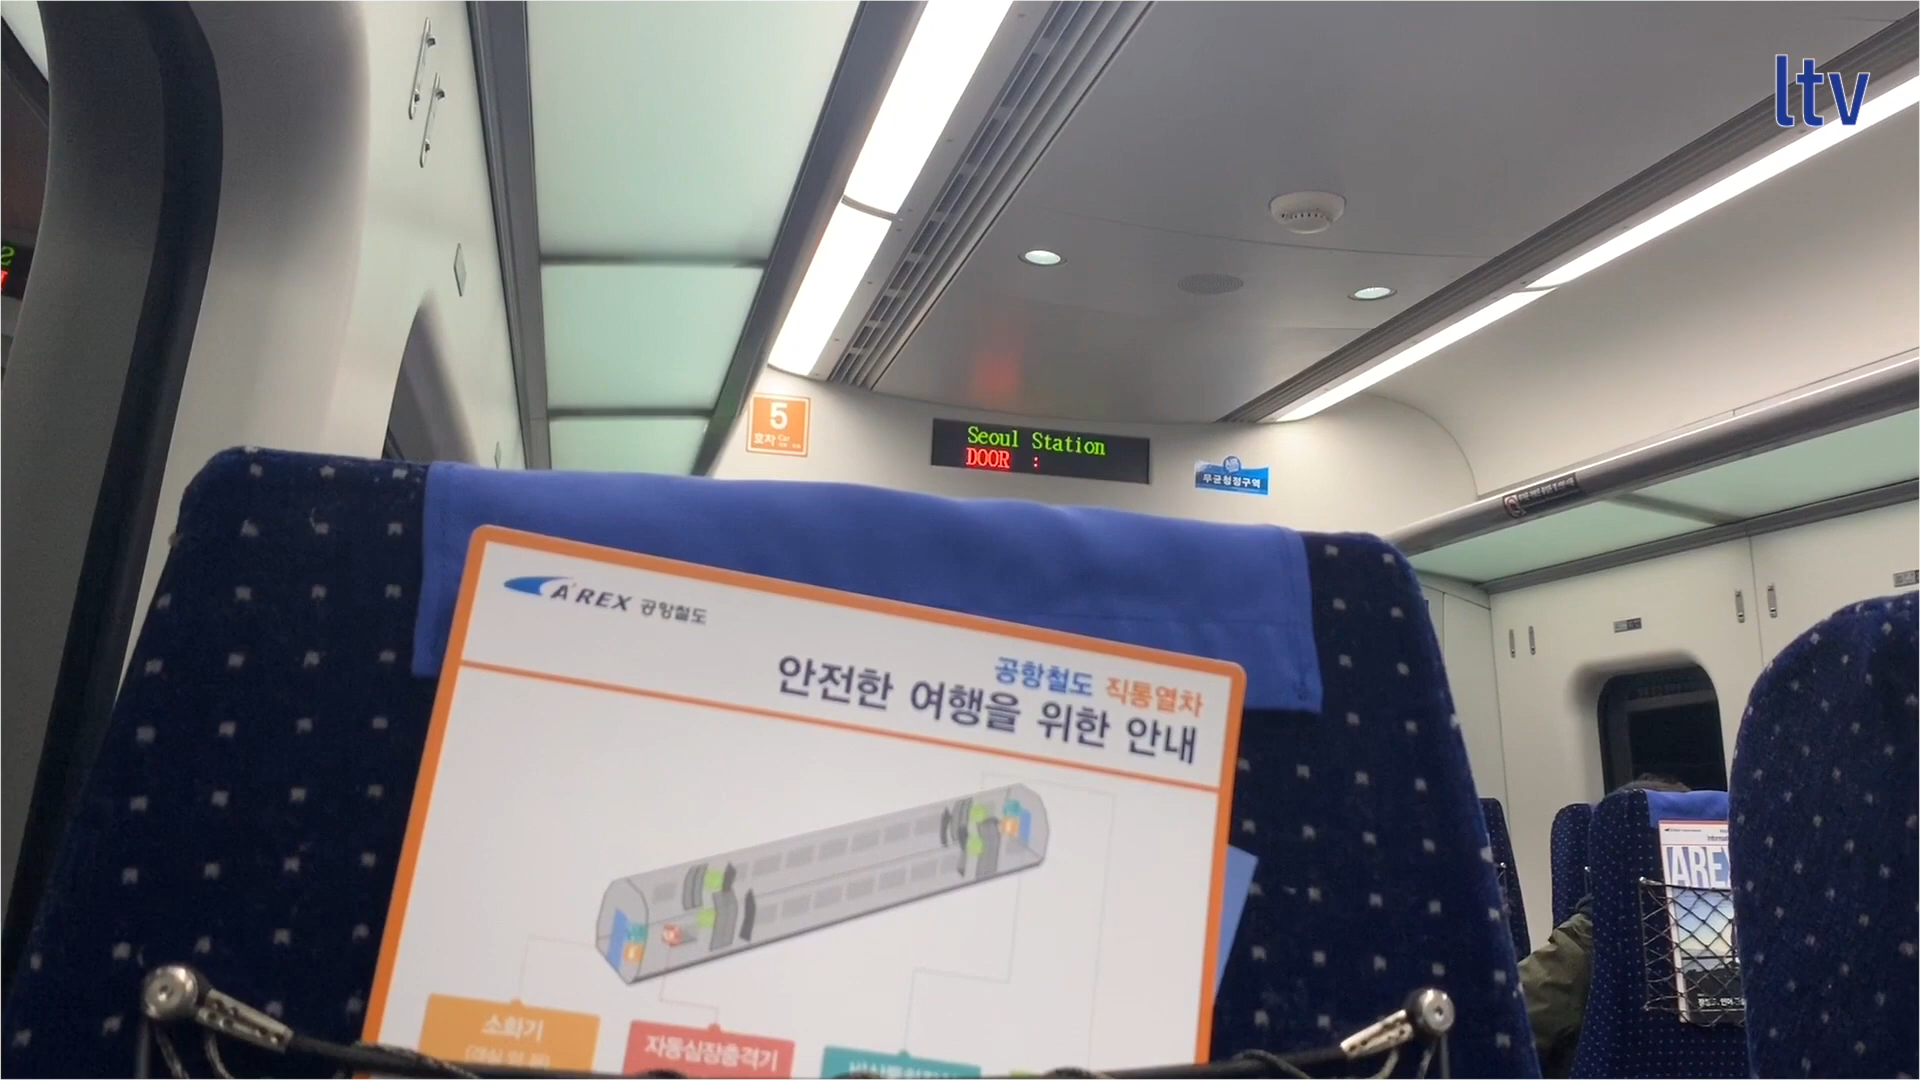 ltv
5
호차 Car
Seoul Station
DOOR :
무균청정구역
A'REX 공항철도
공항철도 직통열차
안전한 여행을 위한 안내
소화기
자동심장충격기
AREX